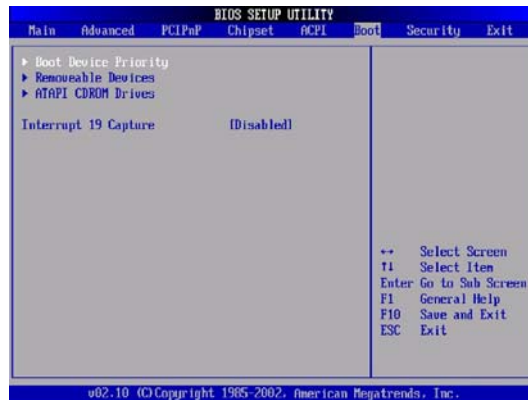 BIOS SETUP UTILITY
Main Advanced PCIPnP Chipset ACPI Boot Security Exit
▶ Boot Device Priority
▶ Removeable Devices
▶ ATAPI CDROM Drives
Interrupt 19 Capture [Disabled]
↔ Select Screen
↑↓ Select Item
Enter Go to Sub Screen
F1 General Help
F10 Save and Exit
ESC Exit
v02.10 (C)Copyright 1985-2002, American Megatrends, Inc.